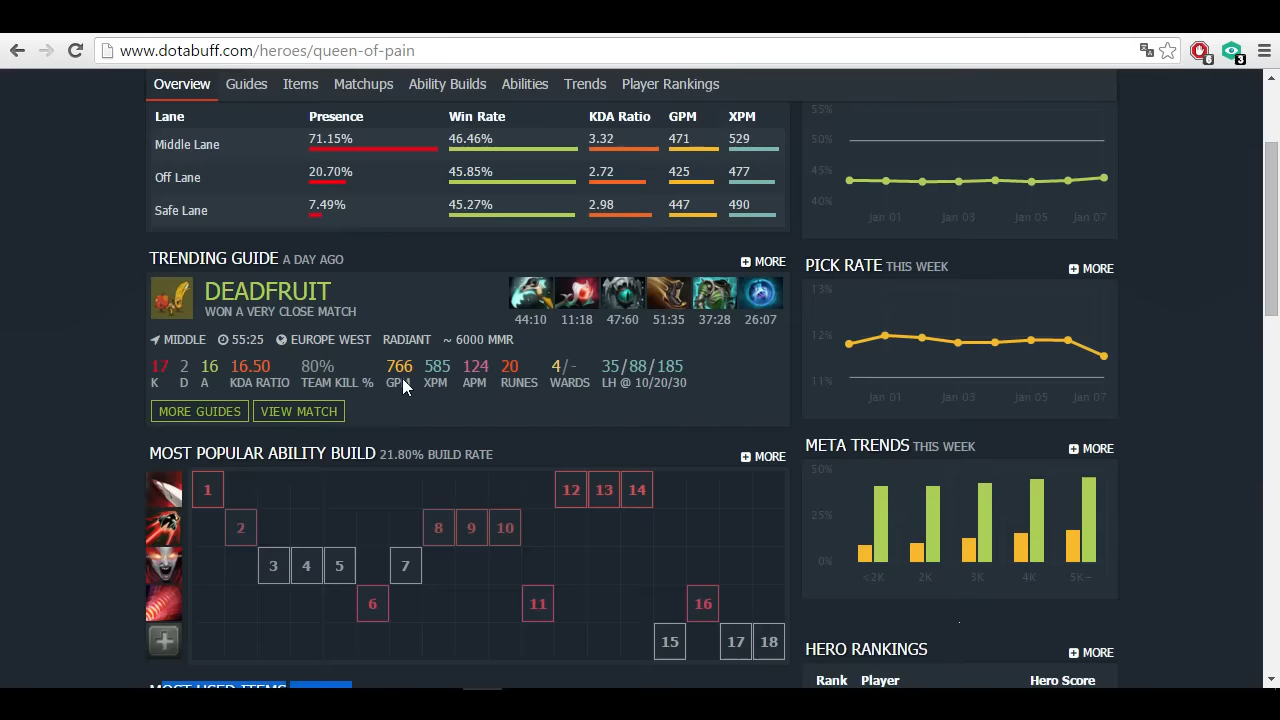 www.dotabuff.com/heroes/queen-of-pain
6
3
Overview Guides Items Matchups Ability Builds Abilities Trends Player Rankings
Lane Presence Win Rate KDA Ratio GPM XPM
Middle Lane 71.15% 46.46% 3.32 471 529
Off Lane 20.70% 45.85% 2.72 425 477
Safe Lane 7.49% 45.27% 2.98 447 490
55%
50%
45%
40%
Jan 01 Jan 03 Jan 05 Jan 07
TRENDING GUIDE A DAY AGO
MORE
DEADFRUIT
WON A VERY CLOSE MATCH
44:10 11:18 47:60 51:35 37:28 26:07
MIDDLE 55:25 EUROPE WEST RADIANT ~ 6000 MMR
17 2 16 16.50 80% 766 585 124 20 4/- 35/88/185
K D A KDA RATIO TEAM KILL % GPM XPM APM RUNES WARDS LH @ 10/20/30
MORE GUIDES VIEW MATCH
PICK RATE THIS WEEK
MORE
13%
12%
11%
Jan 01 Jan 03 Jan 05 Jan 07
MOST POPULAR ABILITY BUILD 21.80% BUILD RATE
MORE
1 12 13 14
2 8 9 10
3 4 5 7
6 11 16
15 17 18
MOST USED ITEMS
META TRENDS THIS WEEK
MORE
50%
25%
0%
<2K 2K 3K 4K 5K+
HERO RANKINGS
MORE
Rank Player Hero Score